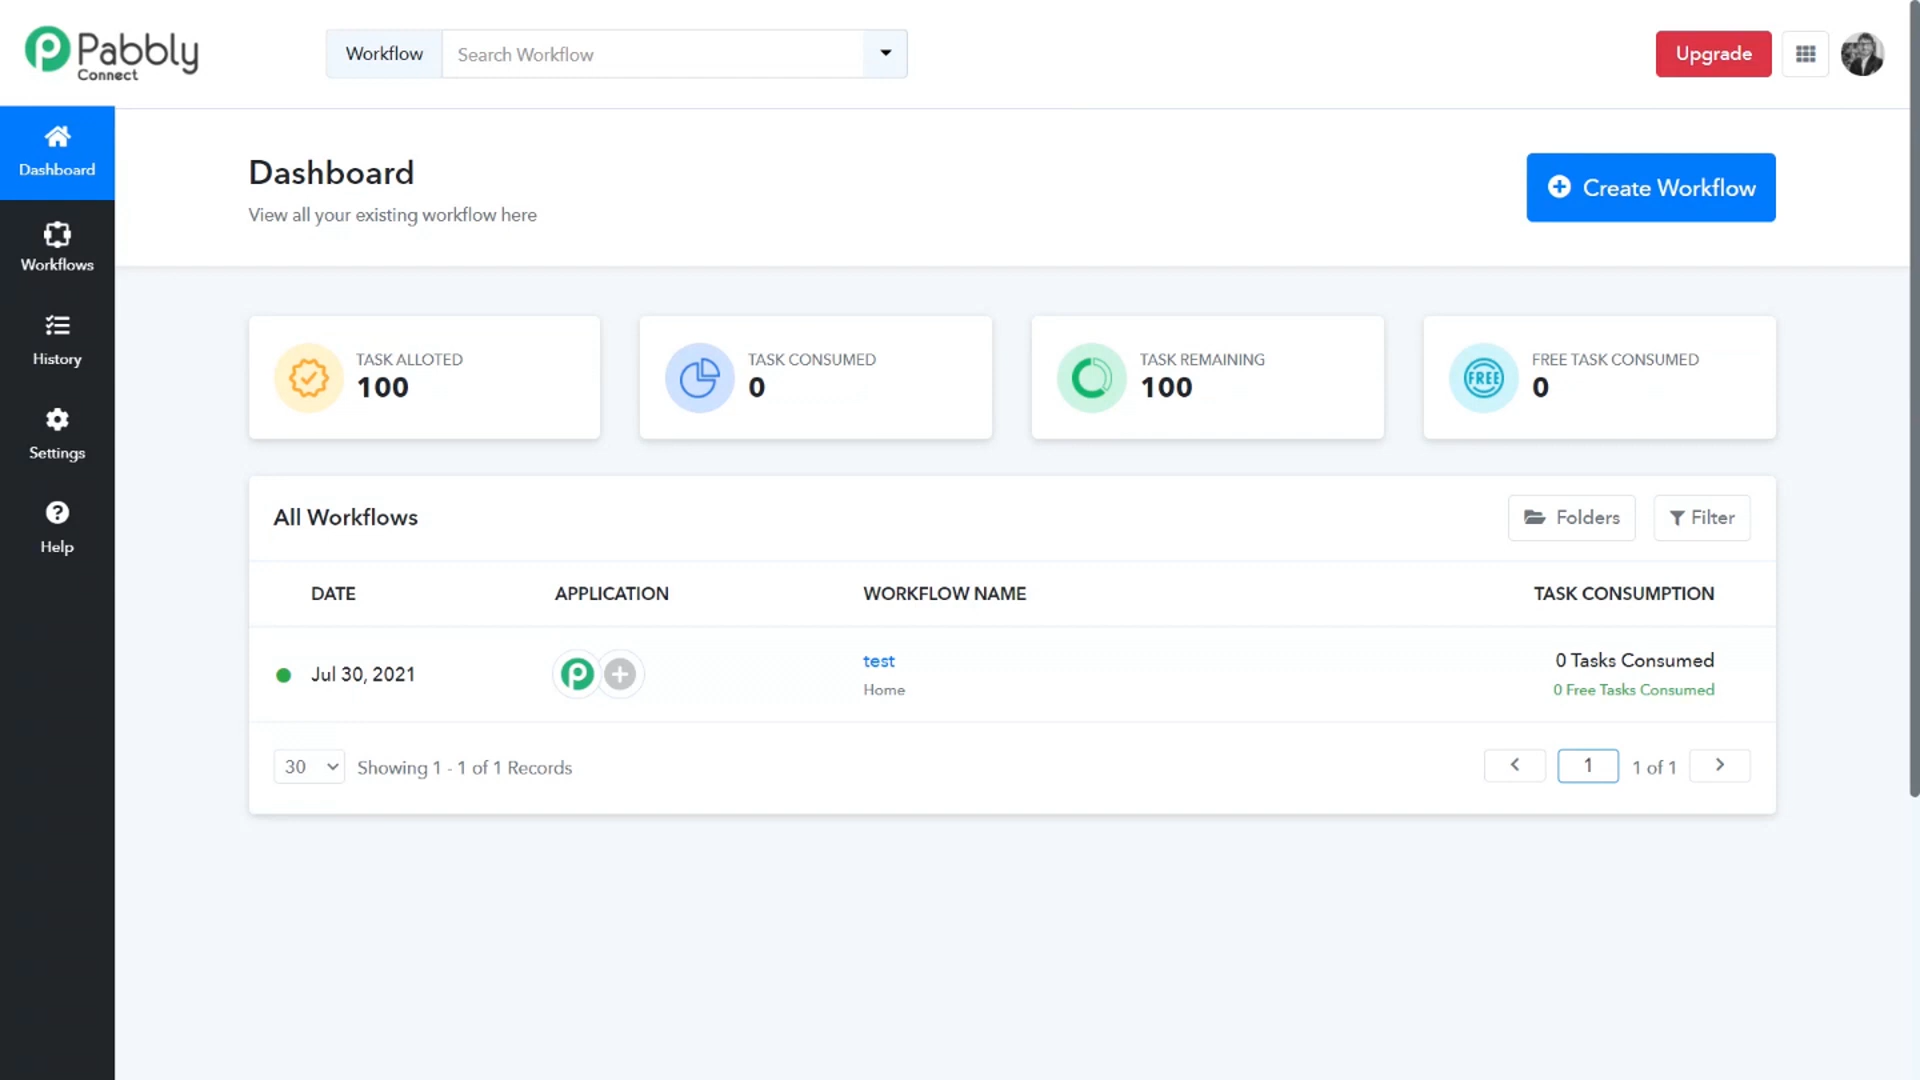 Pabbly
Connect
Workflow
Search Workflow
Upgrade
Dashboard
Workflows
History
Settings
Help
Dashboard
View all your existing workflow here
Create Workflow
TASK ALLOTED
100
TASK CONSUMED
0
TASK REMAINING
100
FREE
FREE TASK CONSUMED
0
All Workflows
Folders
Filter
DATE APPLICATION WORKFLOW NAME TASK CONSUMPTION
Jul 30, 2021
test
Home
0 Tasks Consumed
0 Free Tasks Consumed
30 Showing 1 - 1 of 1 Records
1 1 of 1